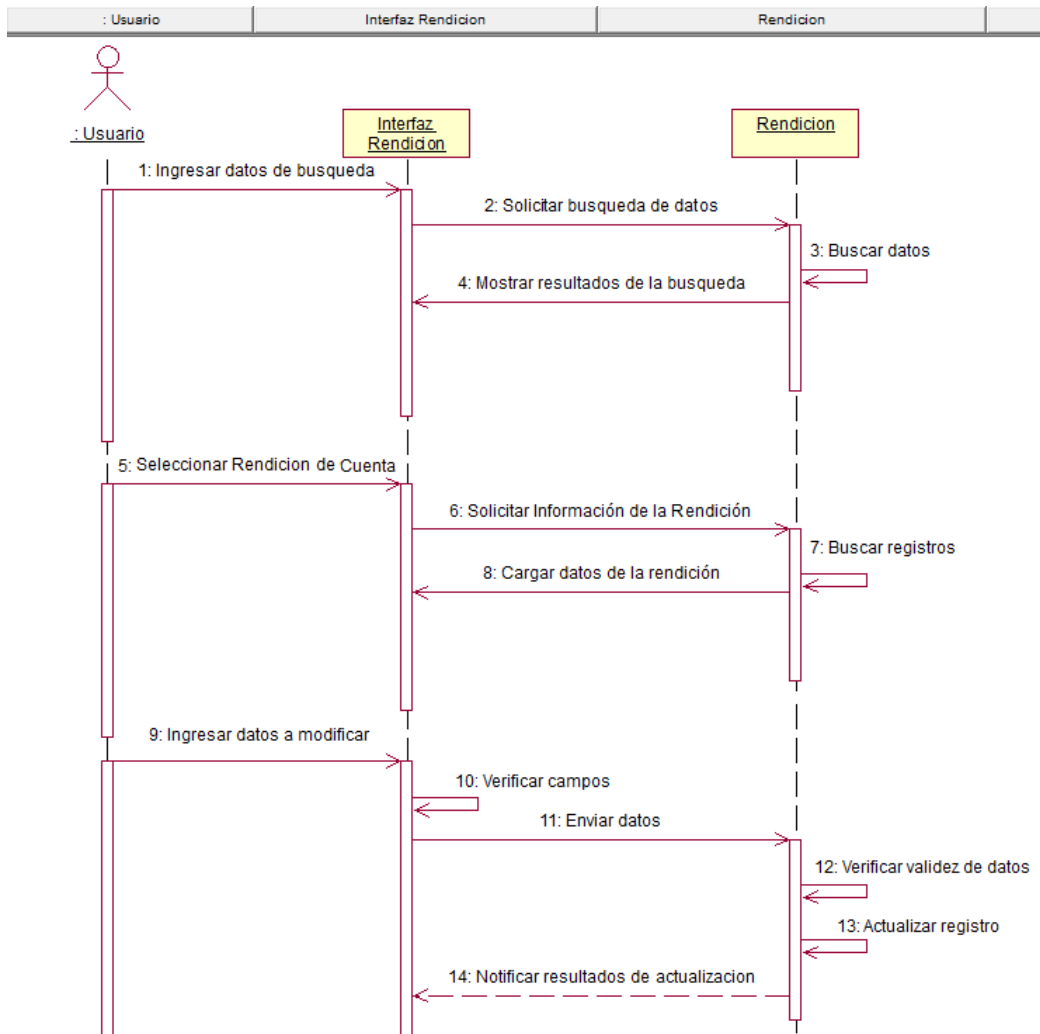 : Usuario
Interfaz Rendicion
Rendicion
: Usuario
Interfaz
Rendicion
Rendicion
1: Ingresar datos de busqueda
2: Solicitar busqueda de datos
3: Buscar datos
4: Mostrar resultados de la busqueda
5: Seleccionar Rendicion de Cuenta
6: Solicitar Información de la Rendición
7: Buscar registros
8: Cargar datos de la rendición
9: Ingresar datos a modificar
10: Verificar campos
11: Enviar datos
12: Verificar validez de datos
13: Actualizar registro
14: Notificar resultados de actualizacion